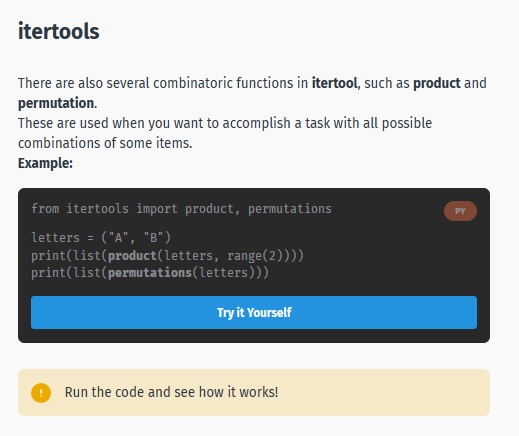 itertools
There are also several combinatoric functions in itertool, such as product and
permutation.
These are used when you want to accomplish a task with all possible
combinations of some items.
Example:
from itertools import product, permutations
PY
letters = ("A", "B")
print(list(product(letters, range(2))))
print(list(permutations(letters)))
Try it Yourself
! Run the code and see how it works!